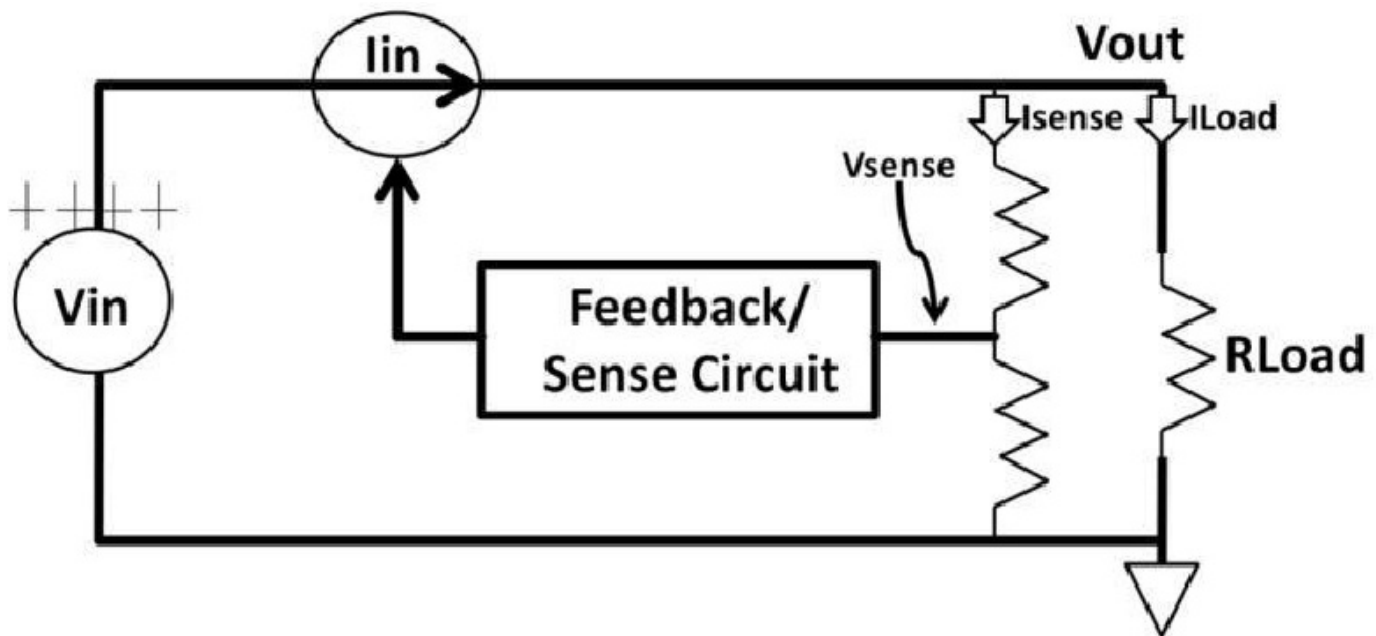 Iin
Vout
Isense
ILoad
Vsense
Vin
Feedback/
Sense Circuit
RLoad